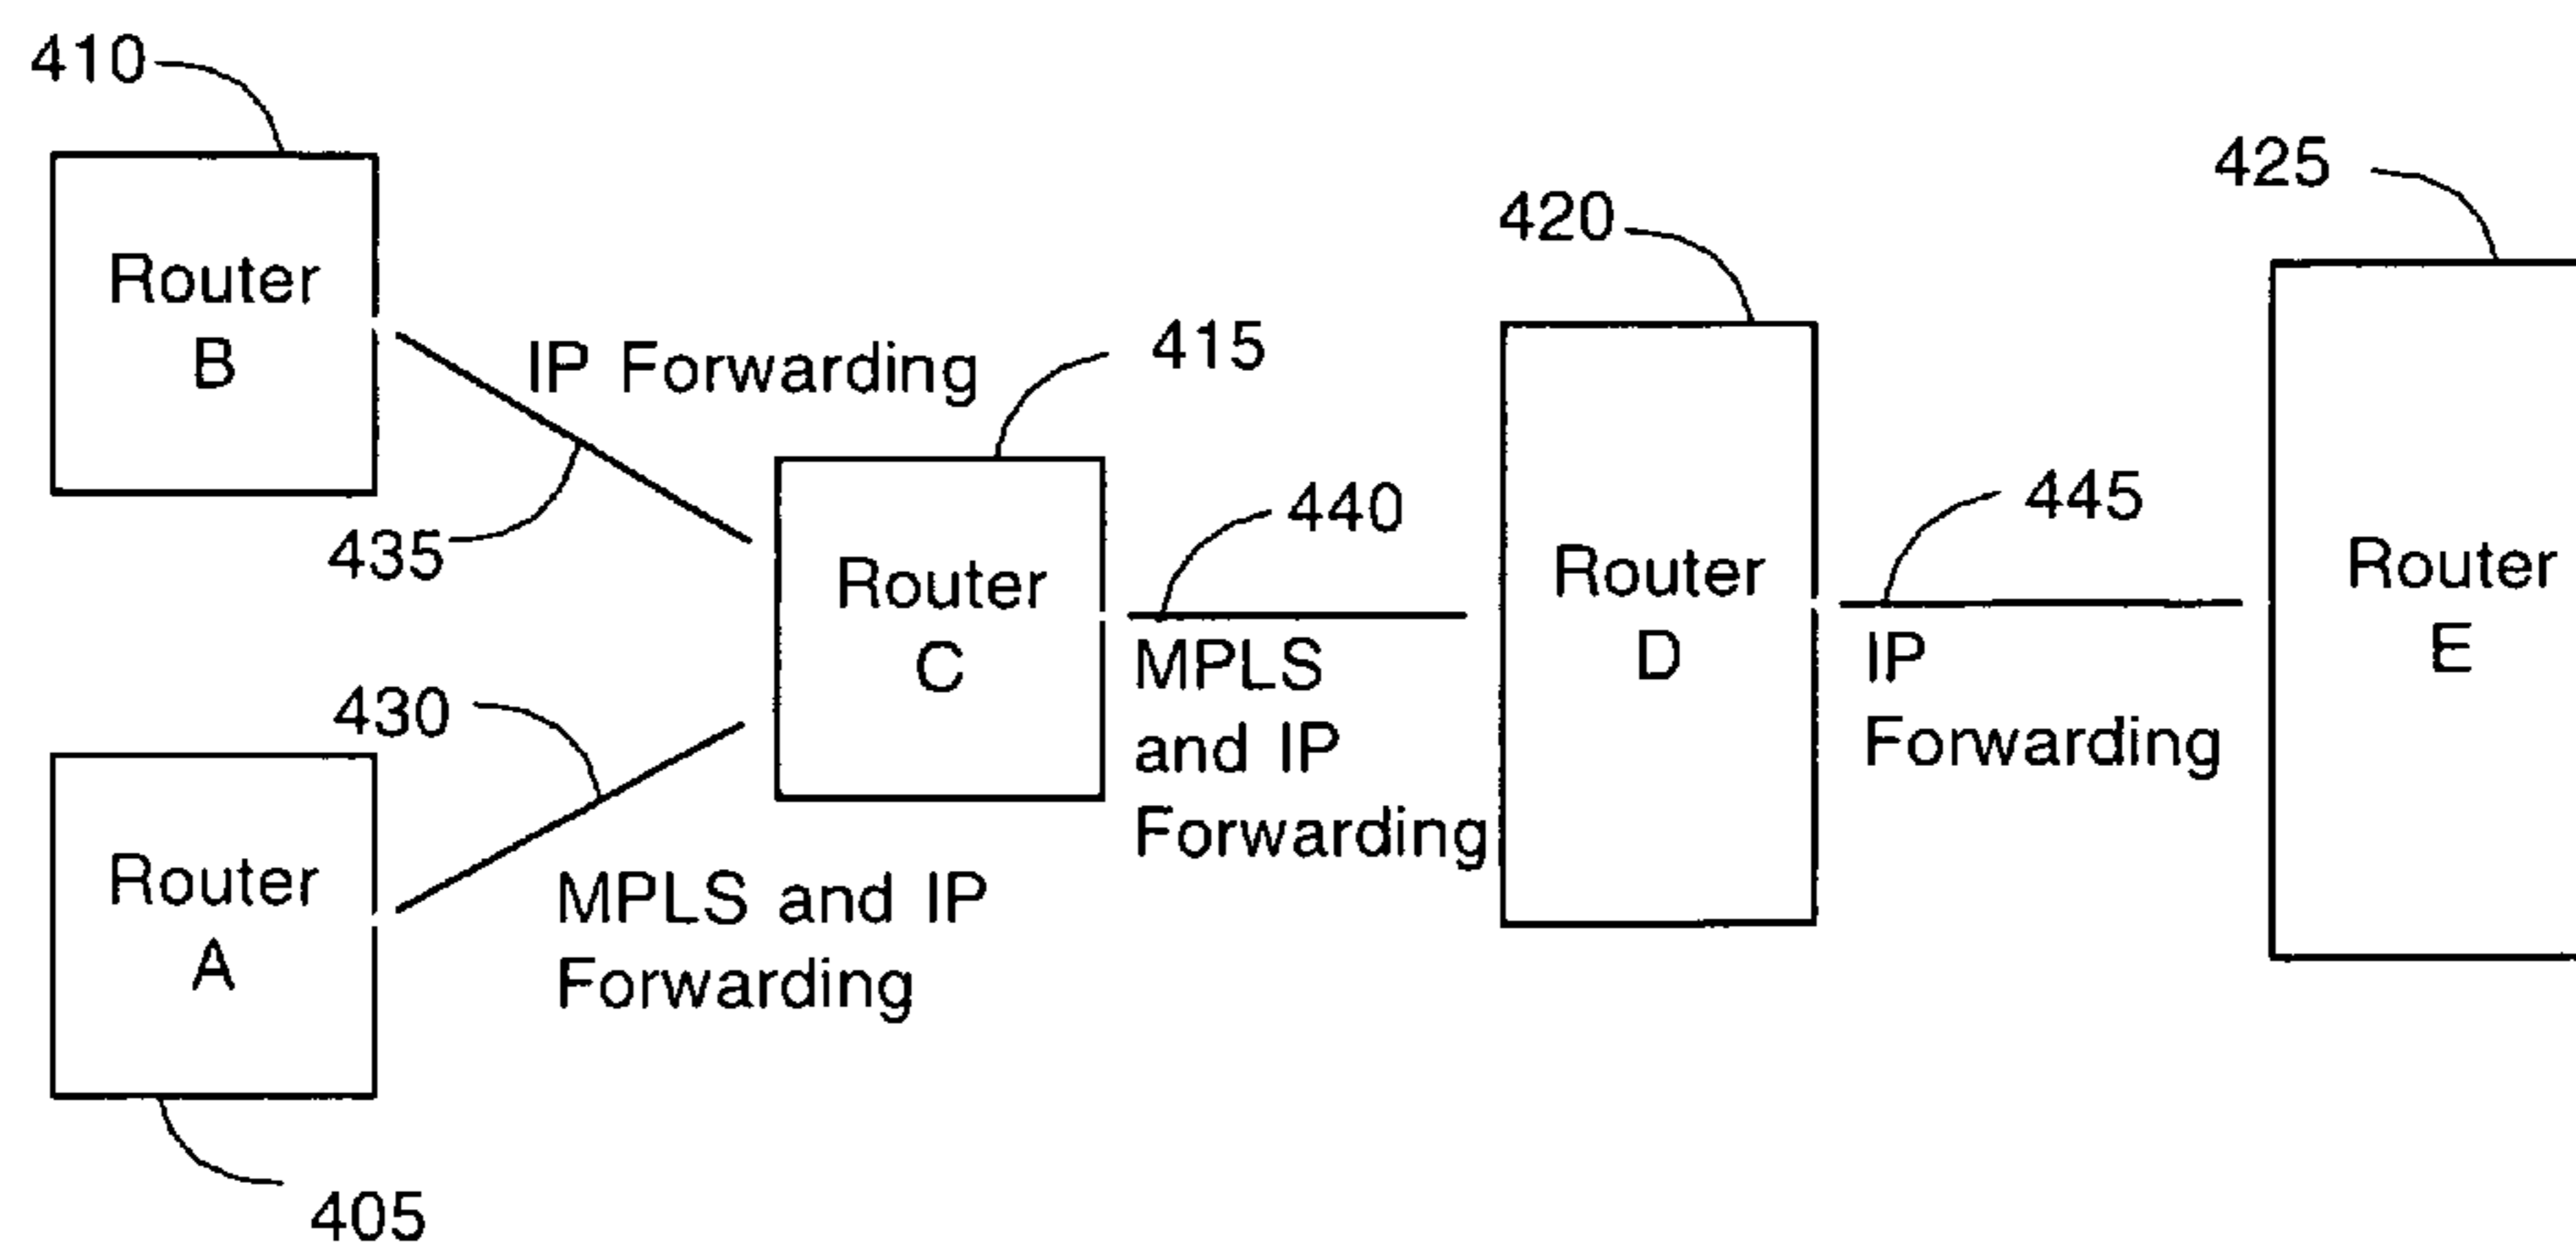 410
Router
B
IP Forwarding
435
415
Router
C
430
Router
A
405
MPLS and IP
Forwarding
440
MPLS
and IP
Forwarding
420
Router
D
445
IP
Forwarding
425
Router
E